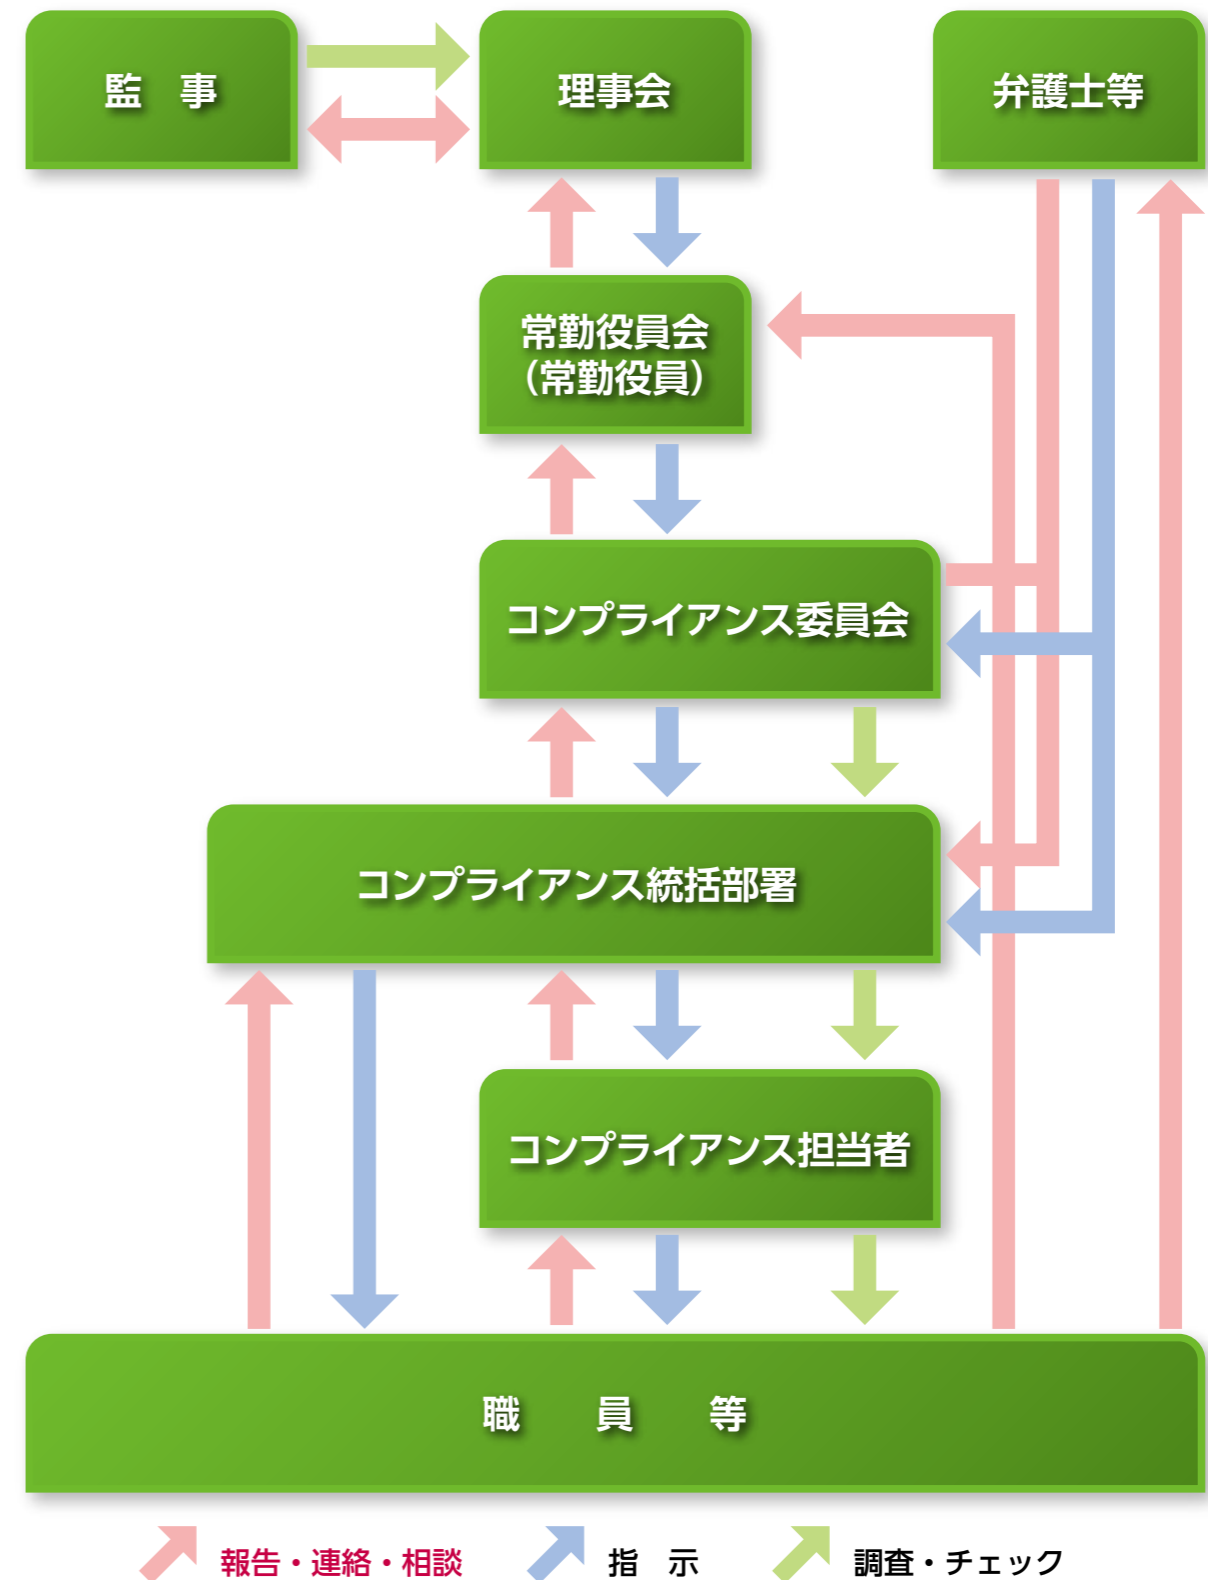 監　事
理事会
弁護士等
常勤役員会
（常勤役員）
コンプライアンス委員会
コンプライアンス統括部署
コンプライアンス担当者
職　員　等
報告・連絡・相談
指　示
調査・チェック